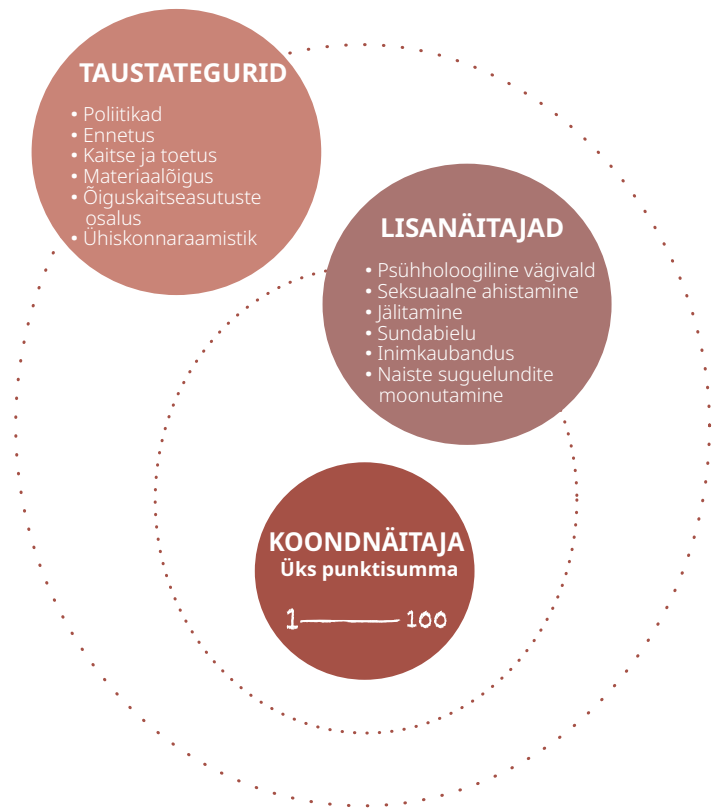 TAUSTATEGURID
• Poliitikad
• Ennetus
• Kaitse ja toetus
• Materiaalõigus
• Õiguskaitseasutuste
osalus
• Ühiskonnaraamistik
LISANÄITAJAD
• Psühholoogiline vägivald
• Seksuaalne ahistamine
• Jälitamine
• Sundabielu
• Inimkaubandus
• Naiste suguelundite
moonutamine
KOONDNÄITAJA
Üks punktisumma
1 100